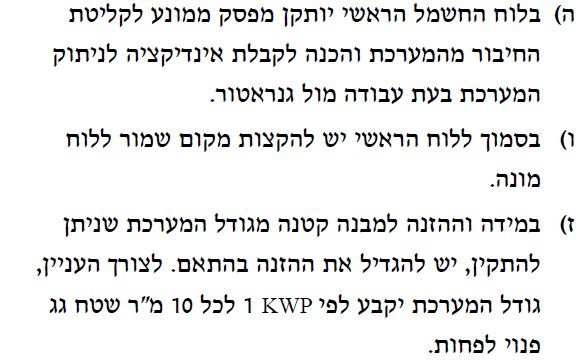 ה) בלוח החשמל הראשי יותקן מפסק ממונע לקליטת
החיבור מהמערכת והכנה לקבלת אינדיקציה לניתוק
המערכת בעת עבודה מול גנראטור.
ו) בסמוך ללוח הראשי יש להקצות מקום שמור ללוח
מונה.
ז) במידה וההזנה למבנה קטנה מגודל המערכת שניתן
להתקין, יש להגדיל את ההזנה בהתאם. לצורך העניין,
גודל המערכת יקבע לפי 1 KWP לכל 10 מ"ר שטח גג
פנוי לפחות.